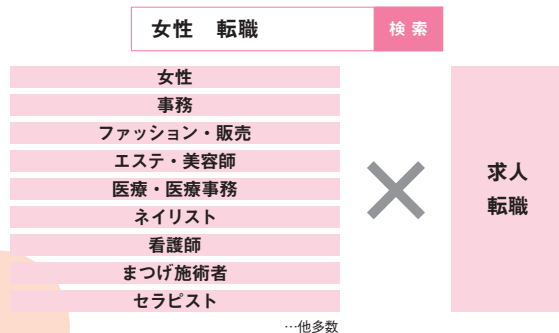 女性　転職
検索
女性
事務
ファッション・販売
エステ・美容師
医療・医療事務
ネイリスト
看護師
まつげ施術者
セラピスト
…他多数
×
求人
転職